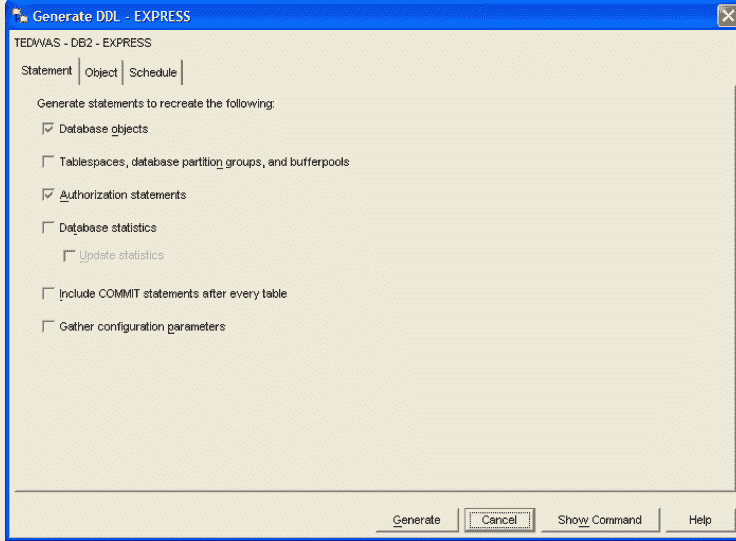 Generate DDL - EXPRESS
TEDWAS - DB2 - EXPRESS
Statement Object Schedule
Generate statements to recreate the following:
Database objects
Tablespaces, database partition groups, and bufferpools
Authorization statements
Database statistics
Update statistics
Include COMMIT statements after every table
Gather configuration parameters
Generate Cancel Show Command Help